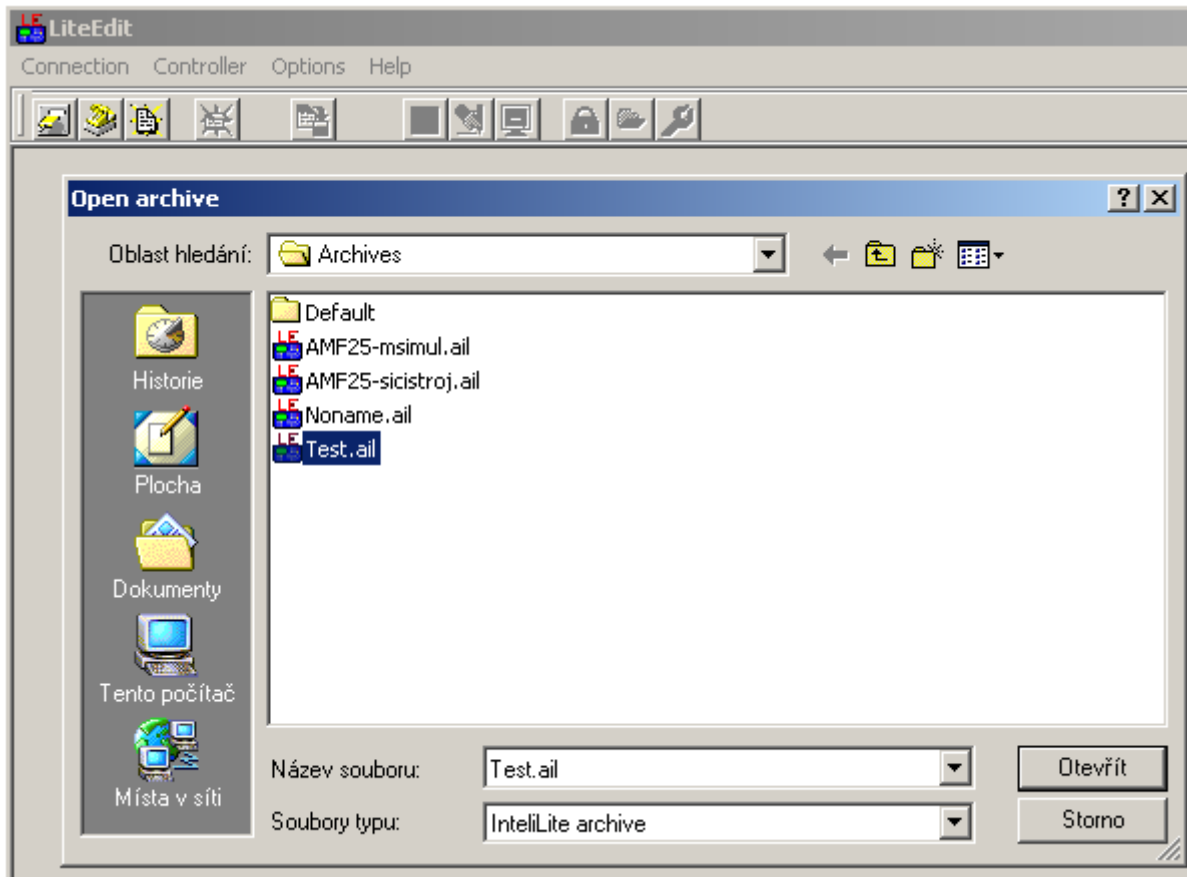 LiteEdit
Connection Controller Options Help
Open archive
Oblast hledání: Archives
Default
AMF25-msimul.ail
AMF25-sicistroj.ail
Noname.ail
Test.ail
Historie
Plocha
Dokumenty
Tento počítač
Místa v síti
Název souboru: Test.ail Otevřít
Soubory typu: InteliLite archive Storno